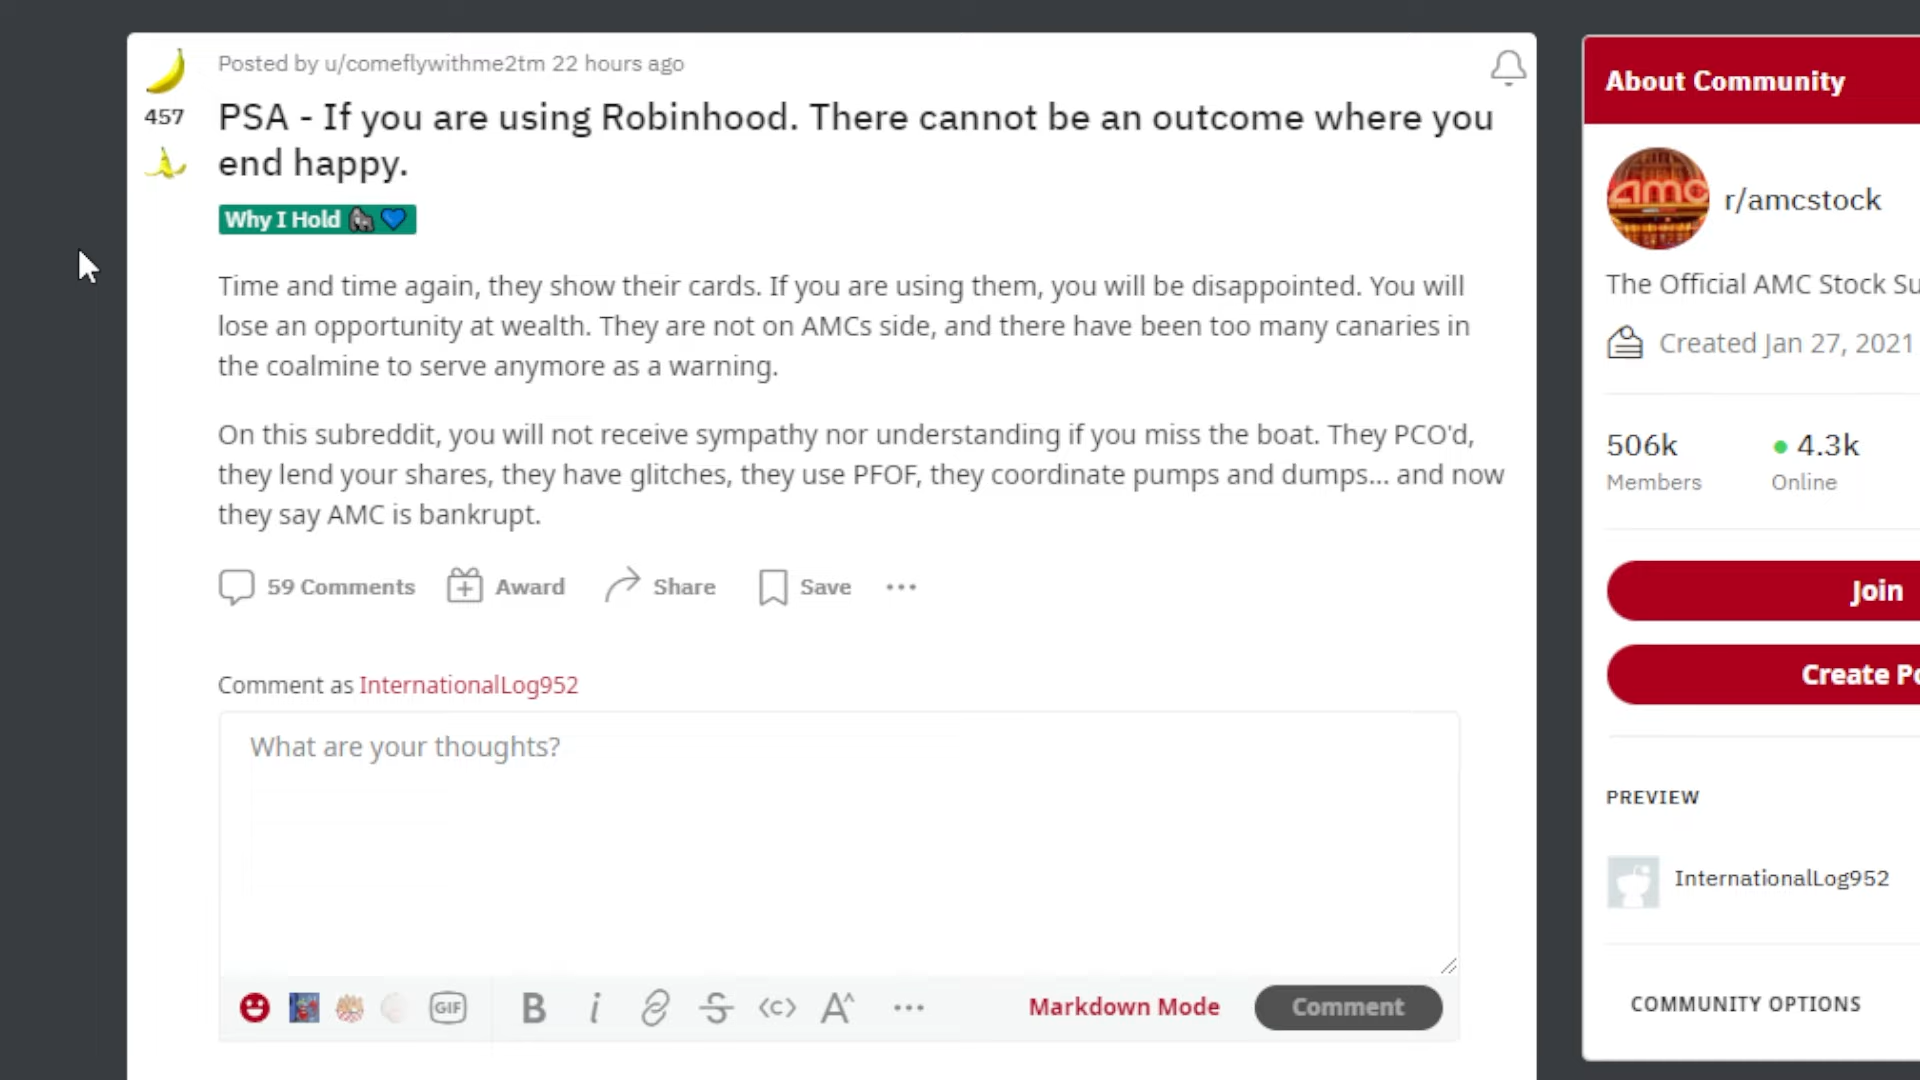 Posted by u/comeflywithme2tm 22 hours ago
457
PSA - If you are using Robinhood. There cannot be an outcome where you
end happy.
Why I Hold 🦍💙
Time and time again, they show their cards. If you are using them, you will be disappointed. You will
lose an opportunity at wealth. They are not on AMCs side, and there have been too many canaries in
the coalmine to serve anymore as a warning.
On this subreddit, you will not receive sympathy nor understanding if you miss the boat. They PCO'd,
they lend your shares, they have glitches, they use PFOF, they coordinate pumps and dumps... and now
they say AMC is bankrupt.
59 Comments Award Share Save
Comment as InternationalLog952
What are your thoughts?
GIF B i <c> A^ Markdown Mode Comment
About Community
amc r/amcstock
The Official AMC Stock Su
Created Jan 27, 2021
506k 4.3k
Members Online
Join
Create Po
PREVIEW
InternationalLog952
COMMUNITY OPTIONS